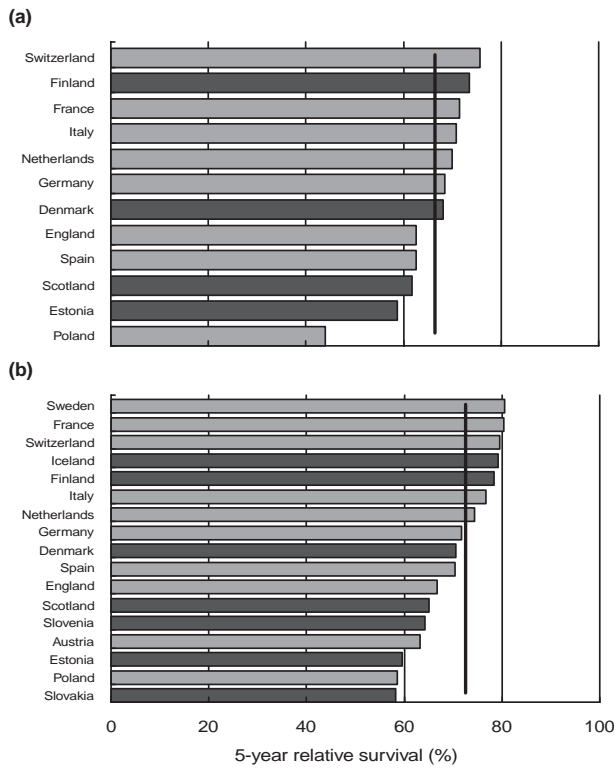 (a)
Switzerland
Finland
France
Italy
Netherlands
Germany
Denmark
England
Spain
Scotland
Estonia
Poland
(b)
Sweden
France
Switzerland
Iceland
Finland
Italy
Netherlands
Germany
Denmark
Spain
England
Scotland
Slovenia
Austria
Estonia
Poland
Slovakia
0 20 40 60 80 100
5-year relative survival (%)